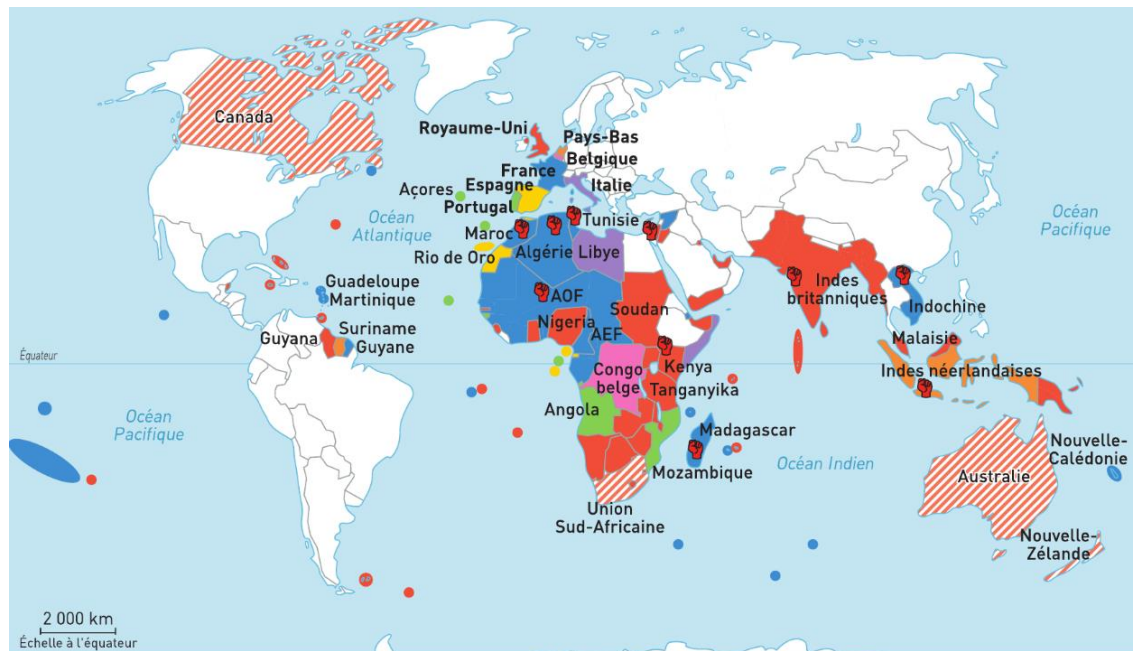 Canada
Royaume-Uni
Pays-Bas
Belgique
France
Espagne
Italie
Açores
Portugal
Océan
Atlantique
Maroc
Tunisie
Rio de Oro
Algérie
Libye
Océan
Pacifique
Guadeloupe
Martinique
AOF
Soudan
Indes
britanniques
Indochine
Suriname
Guyana
Guyane
Nigeria
AEF
Malaisie
Équateur
Kenya
Congo
belge
Tanganyika
Indes néerlandaises
Angola
Océan
Pacifique
Madagascar
Mozambique
Océan Indien
Nouvelle-
Calédonie
Australie
Union
Sud-Africaine
Nouvelle-
Zélande
2 000 km
Échelle à l'équateur